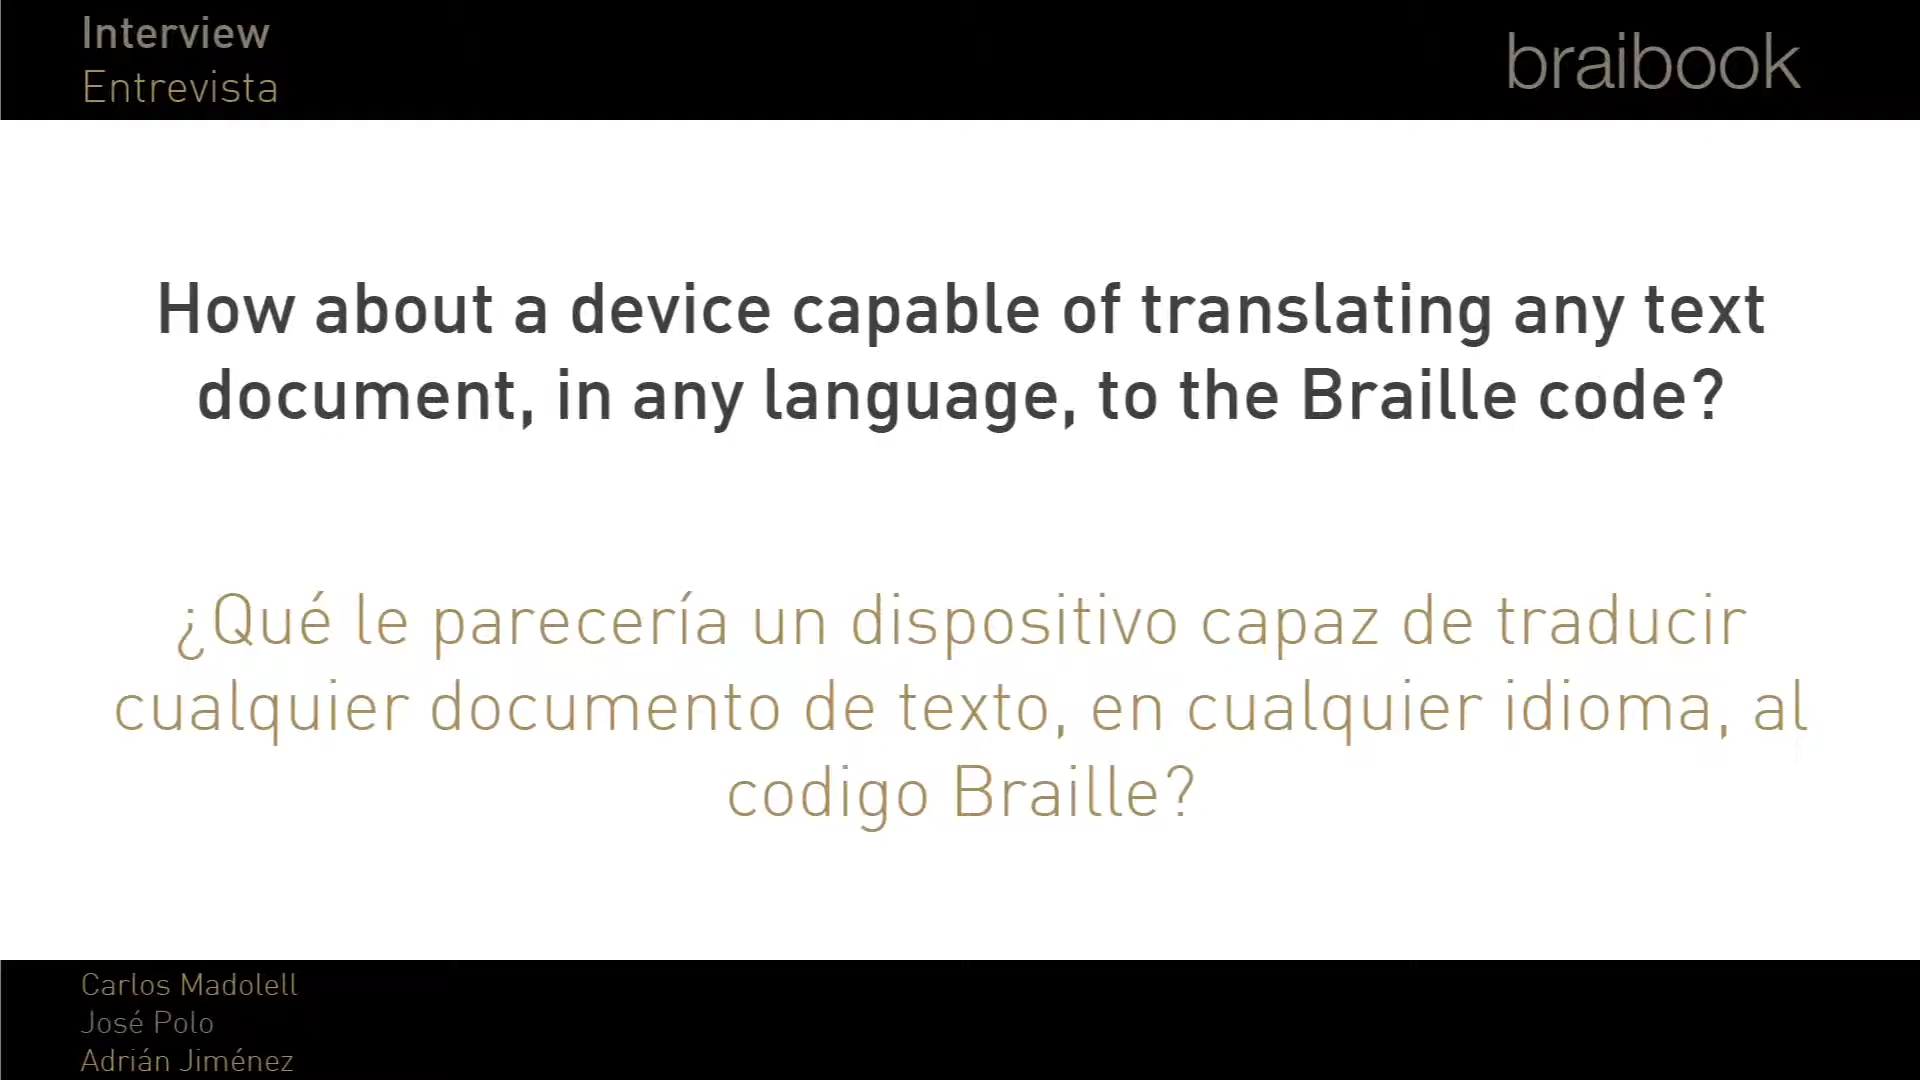 Interview
Entrevista
braibook
How about a device capable of translating any text
document, in any language, to the Braille code?
¿Qué le parecería un dispositivo capaz de traducir
cualquier documento de texto, en cualquier idioma, al
codigo Braille?
Carlos Madolell
José Polo
Adrián Jiménez